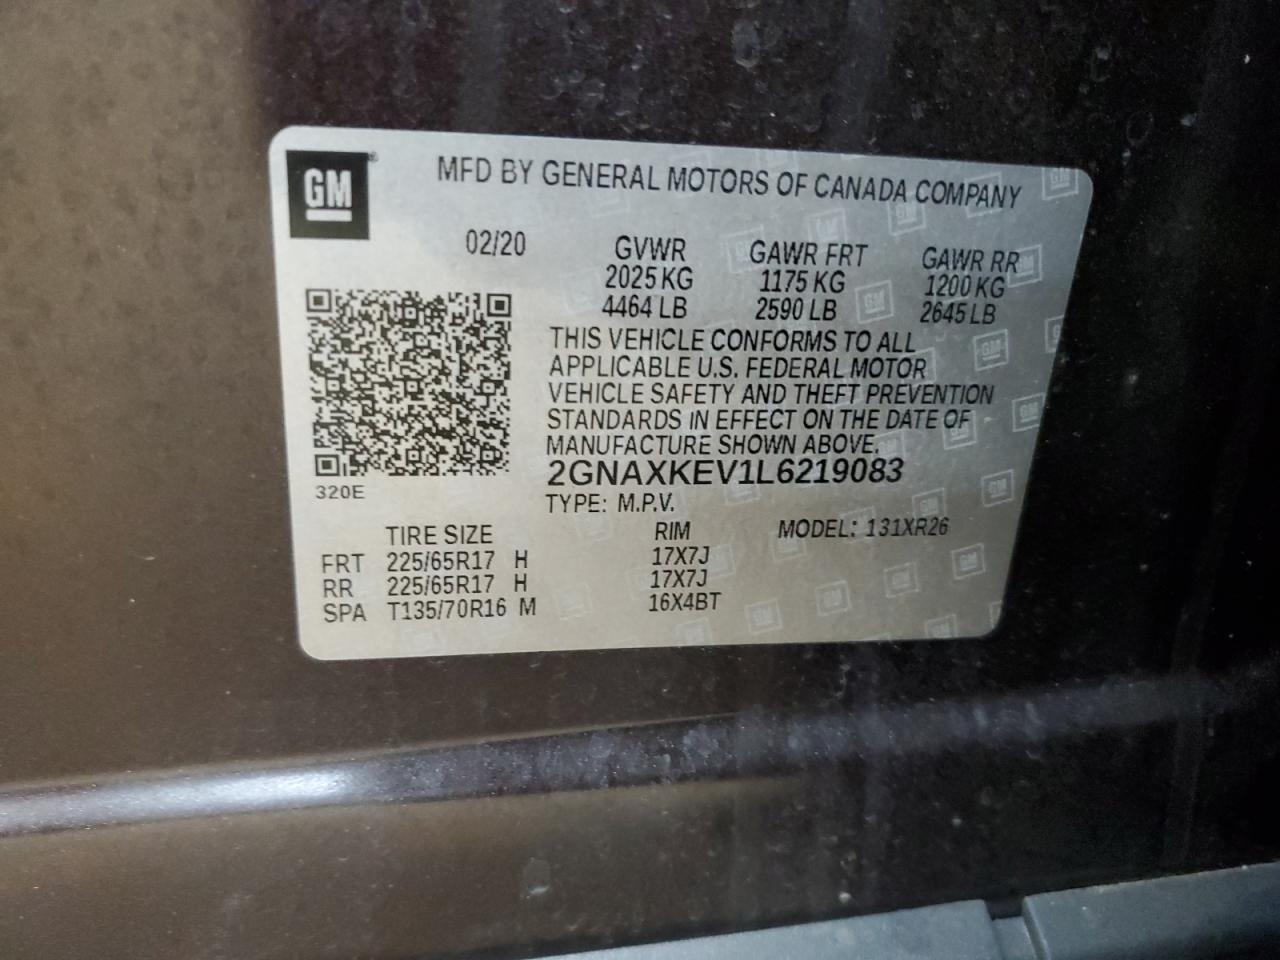 GM
MFD BY GENERAL MOTORS OF CANADA COMPANY
02/20 GVWR GAWR FRT GAWR RR
2025 KG 1175 KG 1200 KG
4464 LB 2590 LB 2645 LB
THIS VEHICLE CONFORMS TO ALL
APPLICABLE U.S. FEDERAL MOTOR
VEHICLE SAFETY AND THEFT PREVENTION
STANDARDS IN EFFECT ON THE DATE OF
MANUFACTURE SHOWN ABOVE.
2GNAXKEV1L6219083
320E
TYPE: M.P.V.
TIRE SIZE RIM MODEL: 131XR26
FRT 225/65R17 H 17X7J
RR 225/65R17 H 17X7J
SPA T135/70R16 M 16X4BT